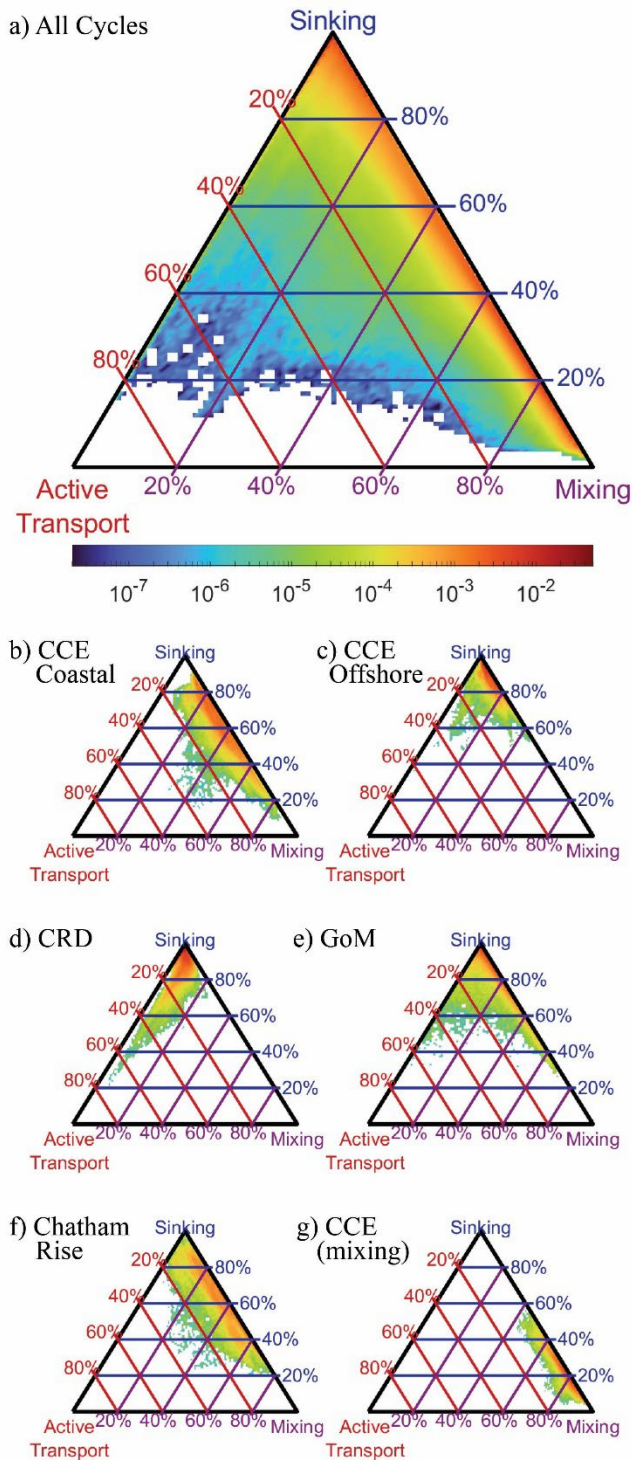 a) All Cycles
Sinking
20%
80%
40%
60%
60%
40%
80%
20%
Active
Transport
20%
40%
60%
80%
Mixing
10⁻⁷ 10⁻⁶ 10⁻⁵ 10⁻⁴ 10⁻³ 10⁻²
b) CCE
Coastal
Sinking
20%
80%
40%
60%
60%
40%
80%
20%
Active
Transport
20% 40% 60% 80% Mixing
c) CCE
Offshore
Sinking
20%
80%
40%
60%
60%
40%
80%
20%
Active
Transport
20% 40% 60% 80% Mixing
d) CRD
Sinking
20%
80%
40%
60%
60%
40%
80%
20%
Active
Transport
20% 40% 60% 80% Mixing
e) GoM
Sinking
20%
80%
40%
60%
60%
40%
80%
20%
Active
Transport
20% 40% 60% 80% Mixing
f) Chatham
Rise
Sinking
20%
80%
40%
60%
60%
40%
80%
20%
Active
Transport
20% 40% 60% 80% Mixing
g) CCE
(mixing)
Sinking
20%
80%
40%
60%
60%
40%
80%
20%
Active
Transport
20% 40% 60% 80% Mixing